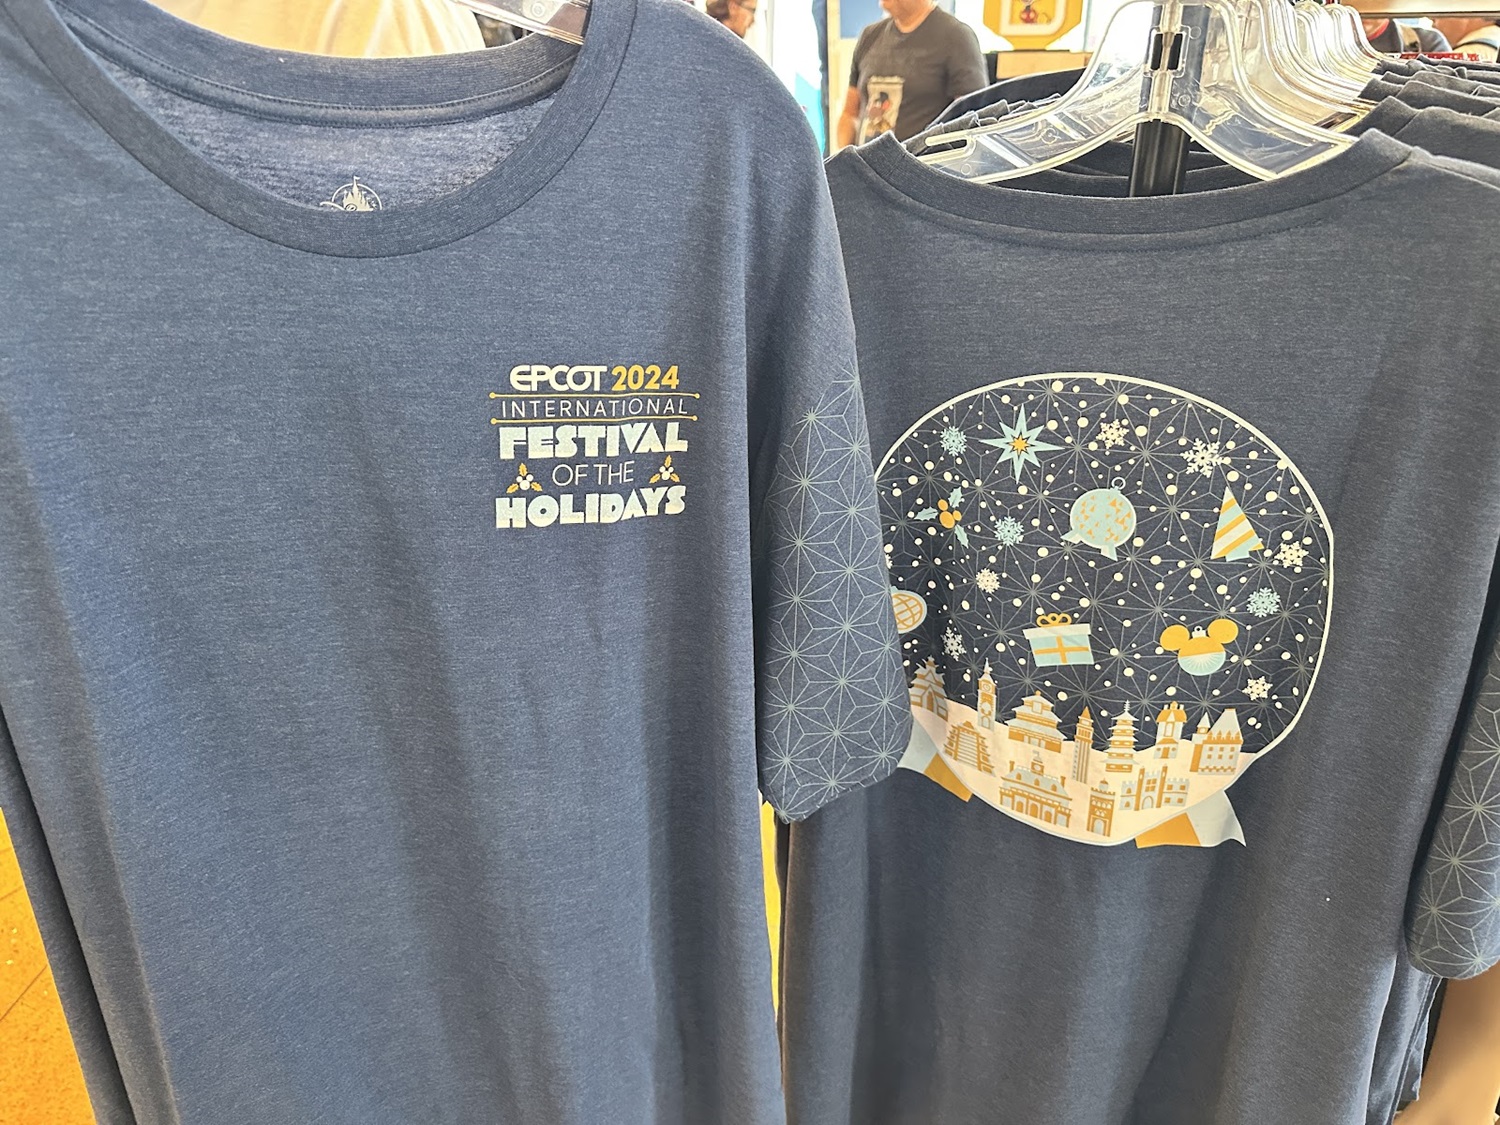 EPCOT 2024
INTERNATIONAL
FESTIVAL
OF THE
HOLIDAYS